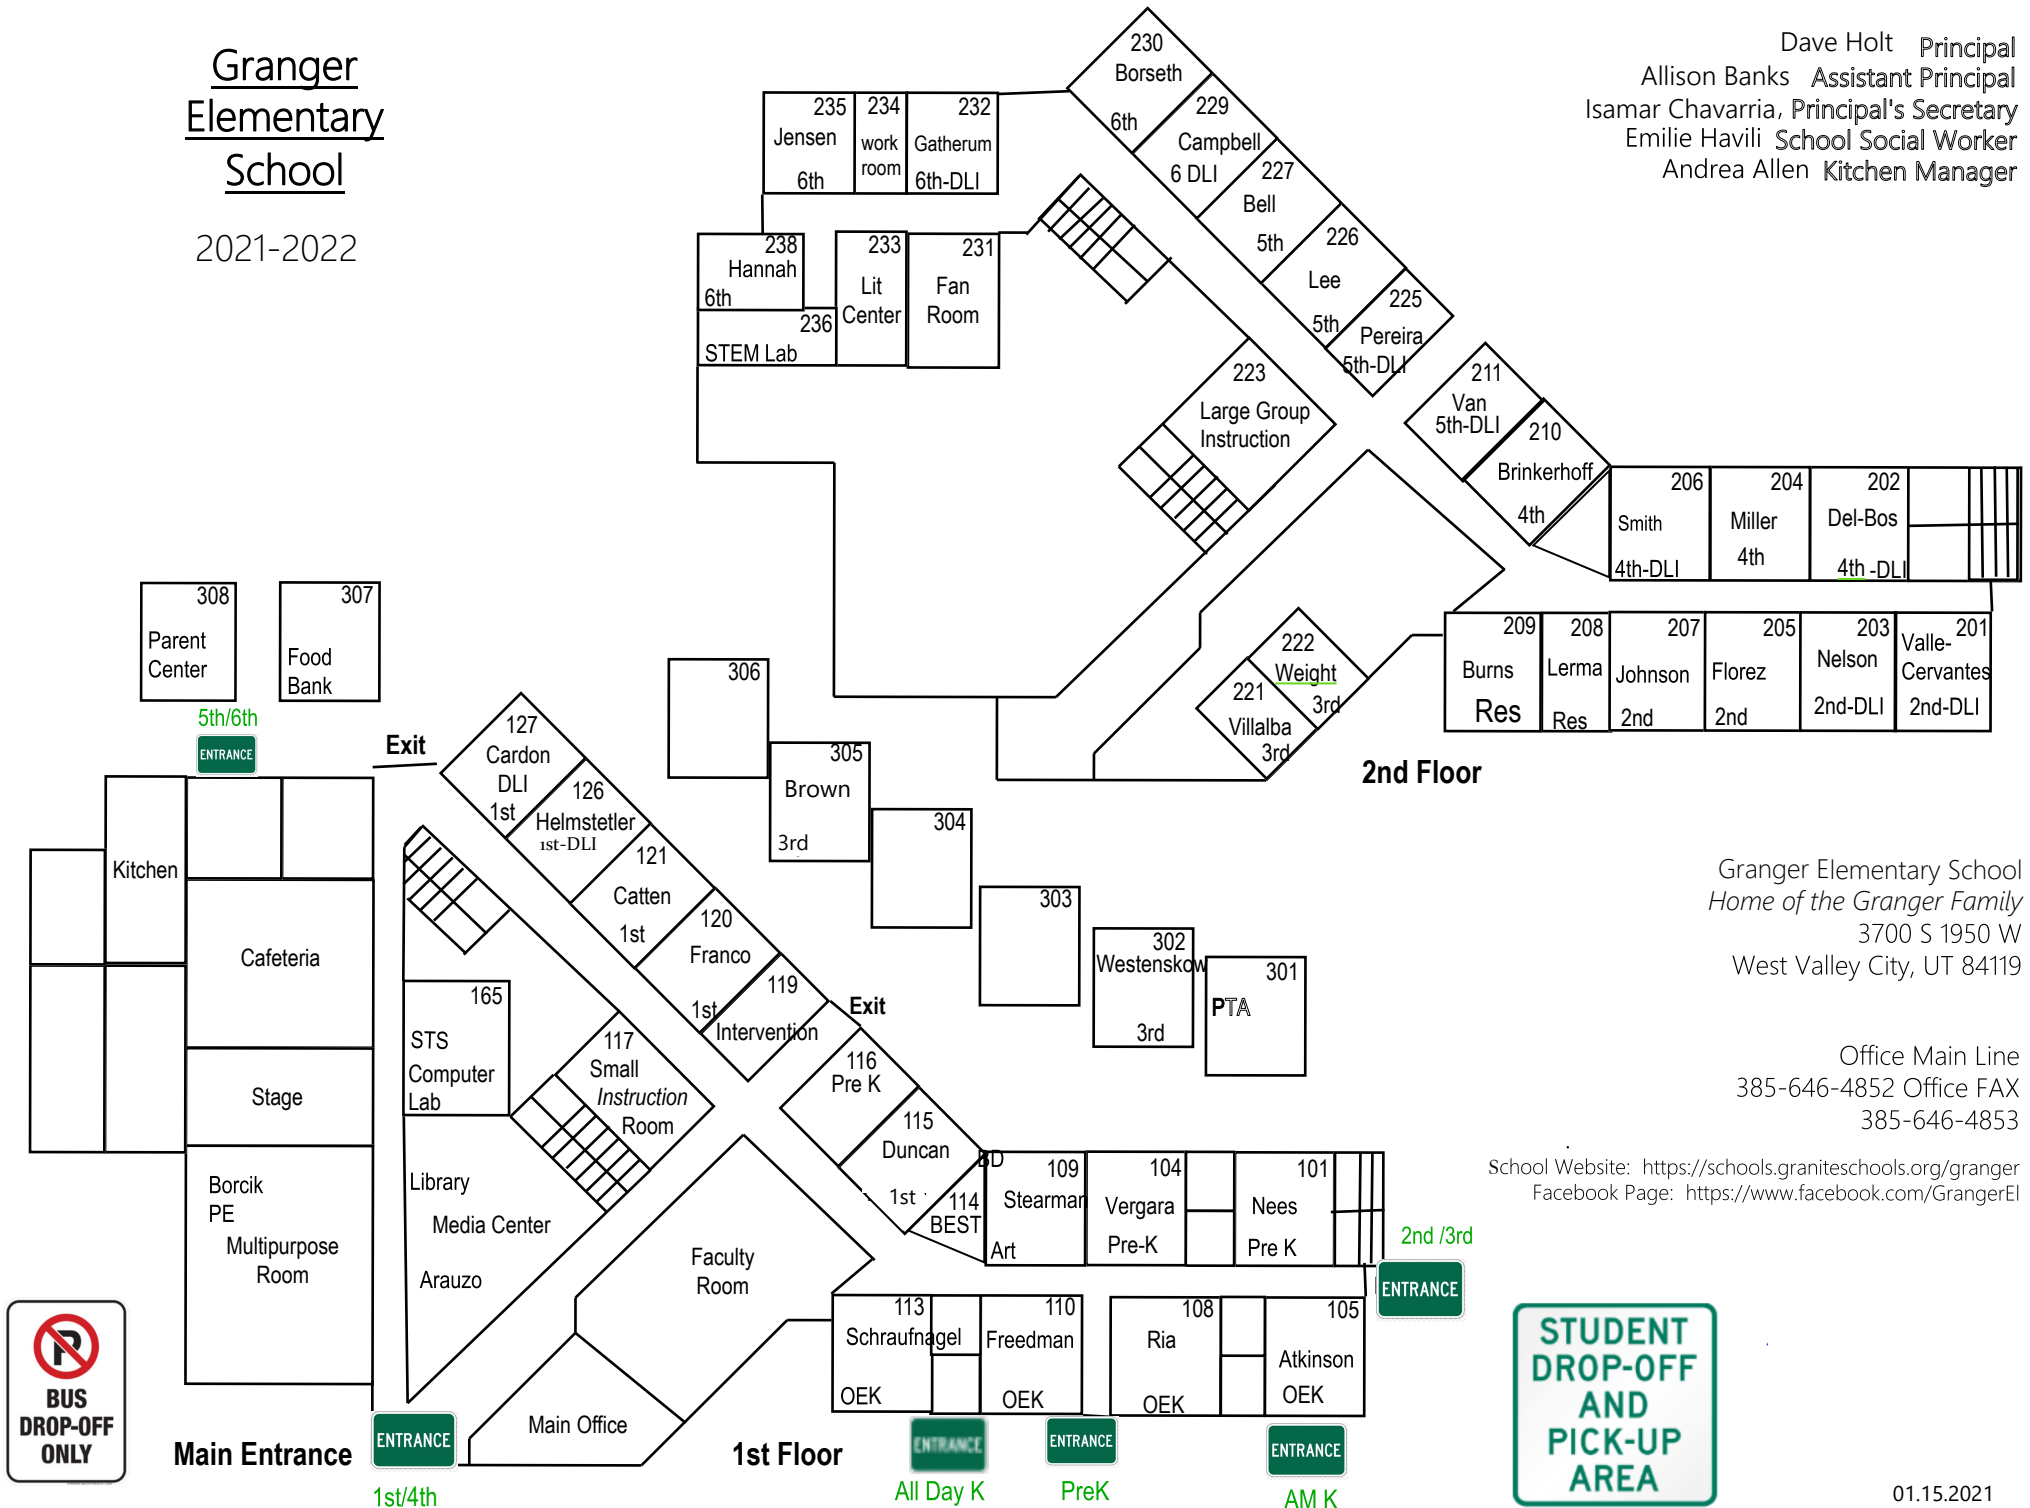 Granger
Elementary
School
2021-2022
Dave Holt Principal
Allison Banks Assistant Principal
Isamar Chavarria, Principal's Secretary
Emilie Havili School Social Worker
Andrea Allen Kitchen Manager
230
Borseth
6th
229
Campbell
6 DLI
227
Bell
5th
226
Lee
5th
225
Pereira
5th-DLI
235
Jensen
6th
234
work
room
232
Gatherum
6th-DLI
238
Hannah
6th
236
STEM Lab
233
Lit
Center
231
Fan
Room
223
Large Group
Instruction
211
Van
5th-DLI
210
Brinkerhoff
4th
206
Smith
4th-DLI
204
Miller
4th
202
Del-Bos
4th -DLI
209
Burns
Res
208
Lerma
Res
207
Johnson
2nd
205
Florez
2nd
203
Nelson
2nd-DLI
201
Valle-
Cervantes
2nd-DLI
222
Weight
3rd
221
Villalba
3rd
2nd Floor
308
Parent
Center
307
Food
Bank
306
305
Brown
3rd
304
303
302
Westenskow
3rd
301
PTA
5th/6th
ENTRANCE
Exit
127
Cardon
DLI
1st
126
Helmstetler
1st-DLI
121
Catten
1st
120
Franco
1st
119
Intervention
Exit
116
Pre K
115
Duncan
1st
BD
114
BEST
109
Stearman
Art
104
Vergara
Pre-K
101
Nees
Pre K
2nd /3rd
ENTRANCE
Kitchen
Cafeteria
Stage
Borcik
PE
Multipurpose
Room
165
STS
Computer
Lab
117
Small
Instruction
Room
Library
Media Center
Arauzo
Faculty
Room
Main Office
113
Schraufnagel
OEK
110
Freedman
OEK
108
Ria
OEK
105
Atkinson
OEK
BUS
DROP-OFF
ONLY
Main Entrance
ENTRANCE
1st/4th
1st Floor
ENTRANCE
All Day K
ENTRANCE
PreK
ENTRANCE
AM K
Granger Elementary School
Home of the Granger Family
3700 S 1950 W
West Valley City, UT 84119
Office Main Line
385-646-4852 Office FAX
385-646-4853
School Website: https://schools.graniteschools.org/granger
Facebook Page: https://www.facebook.com/GrangerEl
STUDENT
DROP-OFF
AND
PICK-UP
AREA
01.15.2021